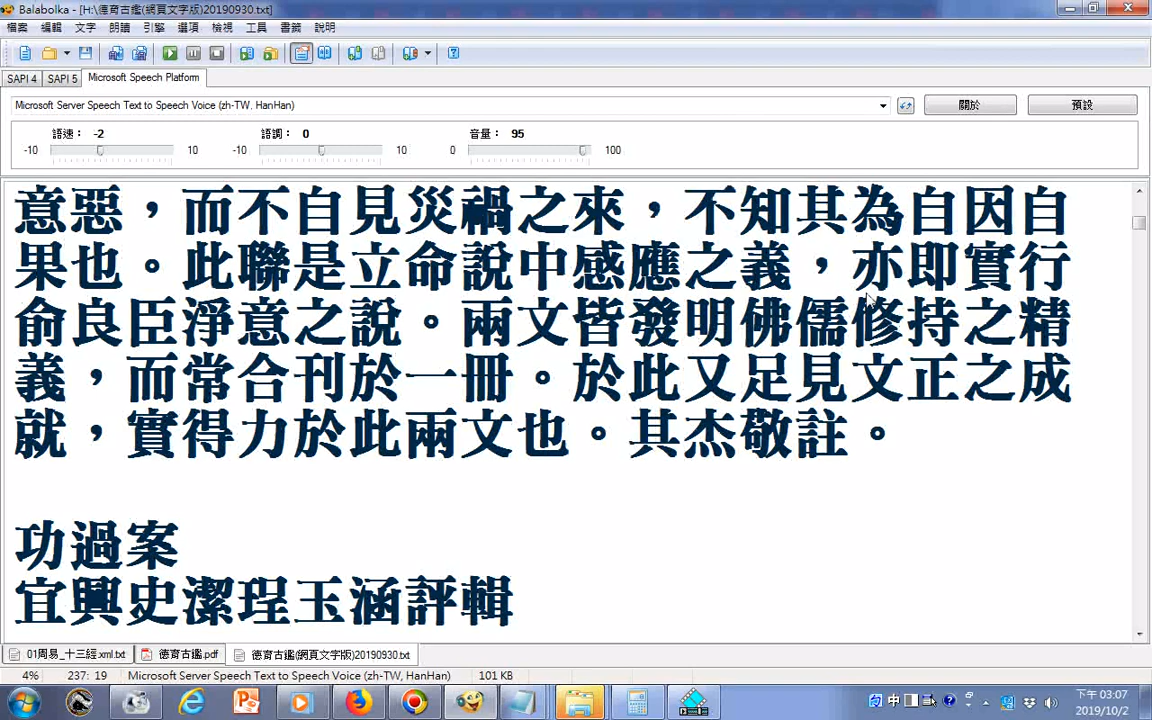 Balabolka - [H:\德育古鑑(網頁文字版)20190930.txt]
檔案 編輯 文字 朗讀 引擎 選項 檢視 工具 書籤 說明
SAPI 4 SAPI 5 Microsoft Speech Platform
Microsoft Server Speech Text to Speech Voice (zh-TW, HanHan) 關於 預設
語速： -2 語調： 0 音量： 95
-10 10 -10 10 0 100
意惡，而不自見災禍之來，不知其為自因自
果也。此聯是立命說中感應之義，亦即實行
俞良臣淨意之說。兩文皆發明佛儒修持之精
義，而常合刊於一冊。於此又足見文正之成
就，實得力於此兩文也。其杰敬註。
功過案
宜興史潔珵玉涵評輯
01周易_十三經.xml.txt 德育古鑑.pdf 德育古鑑(網頁文字版)20190930.txt
4% 237: 19 Microsoft Server Speech Text to Speech Voice (zh-TW, HanHan) 101 KB
中 下午 03:07
2019/10/2